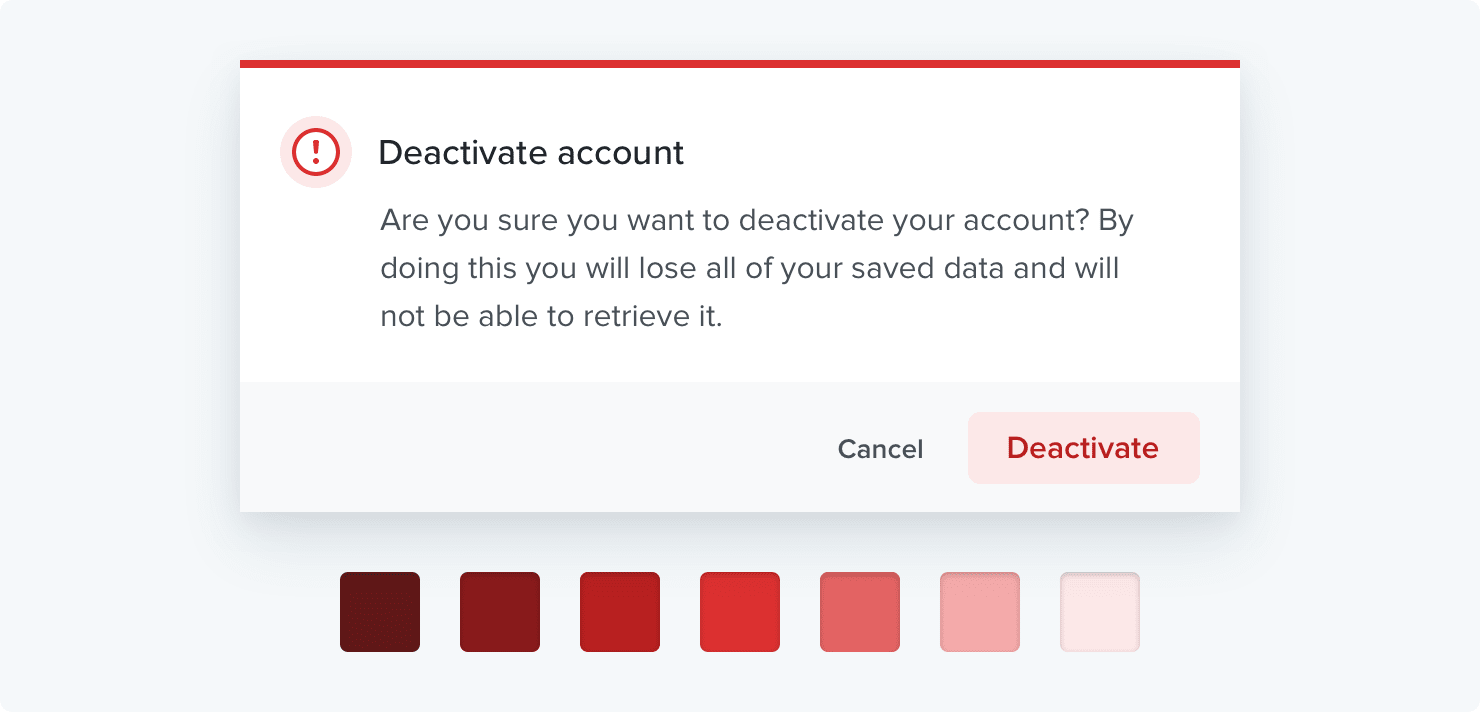 Deactivate account
Are you sure you want to deactivate your account? By
doing this you will lose all of your saved data and will
not be able to retrieve it.
Cancel
Deactivate